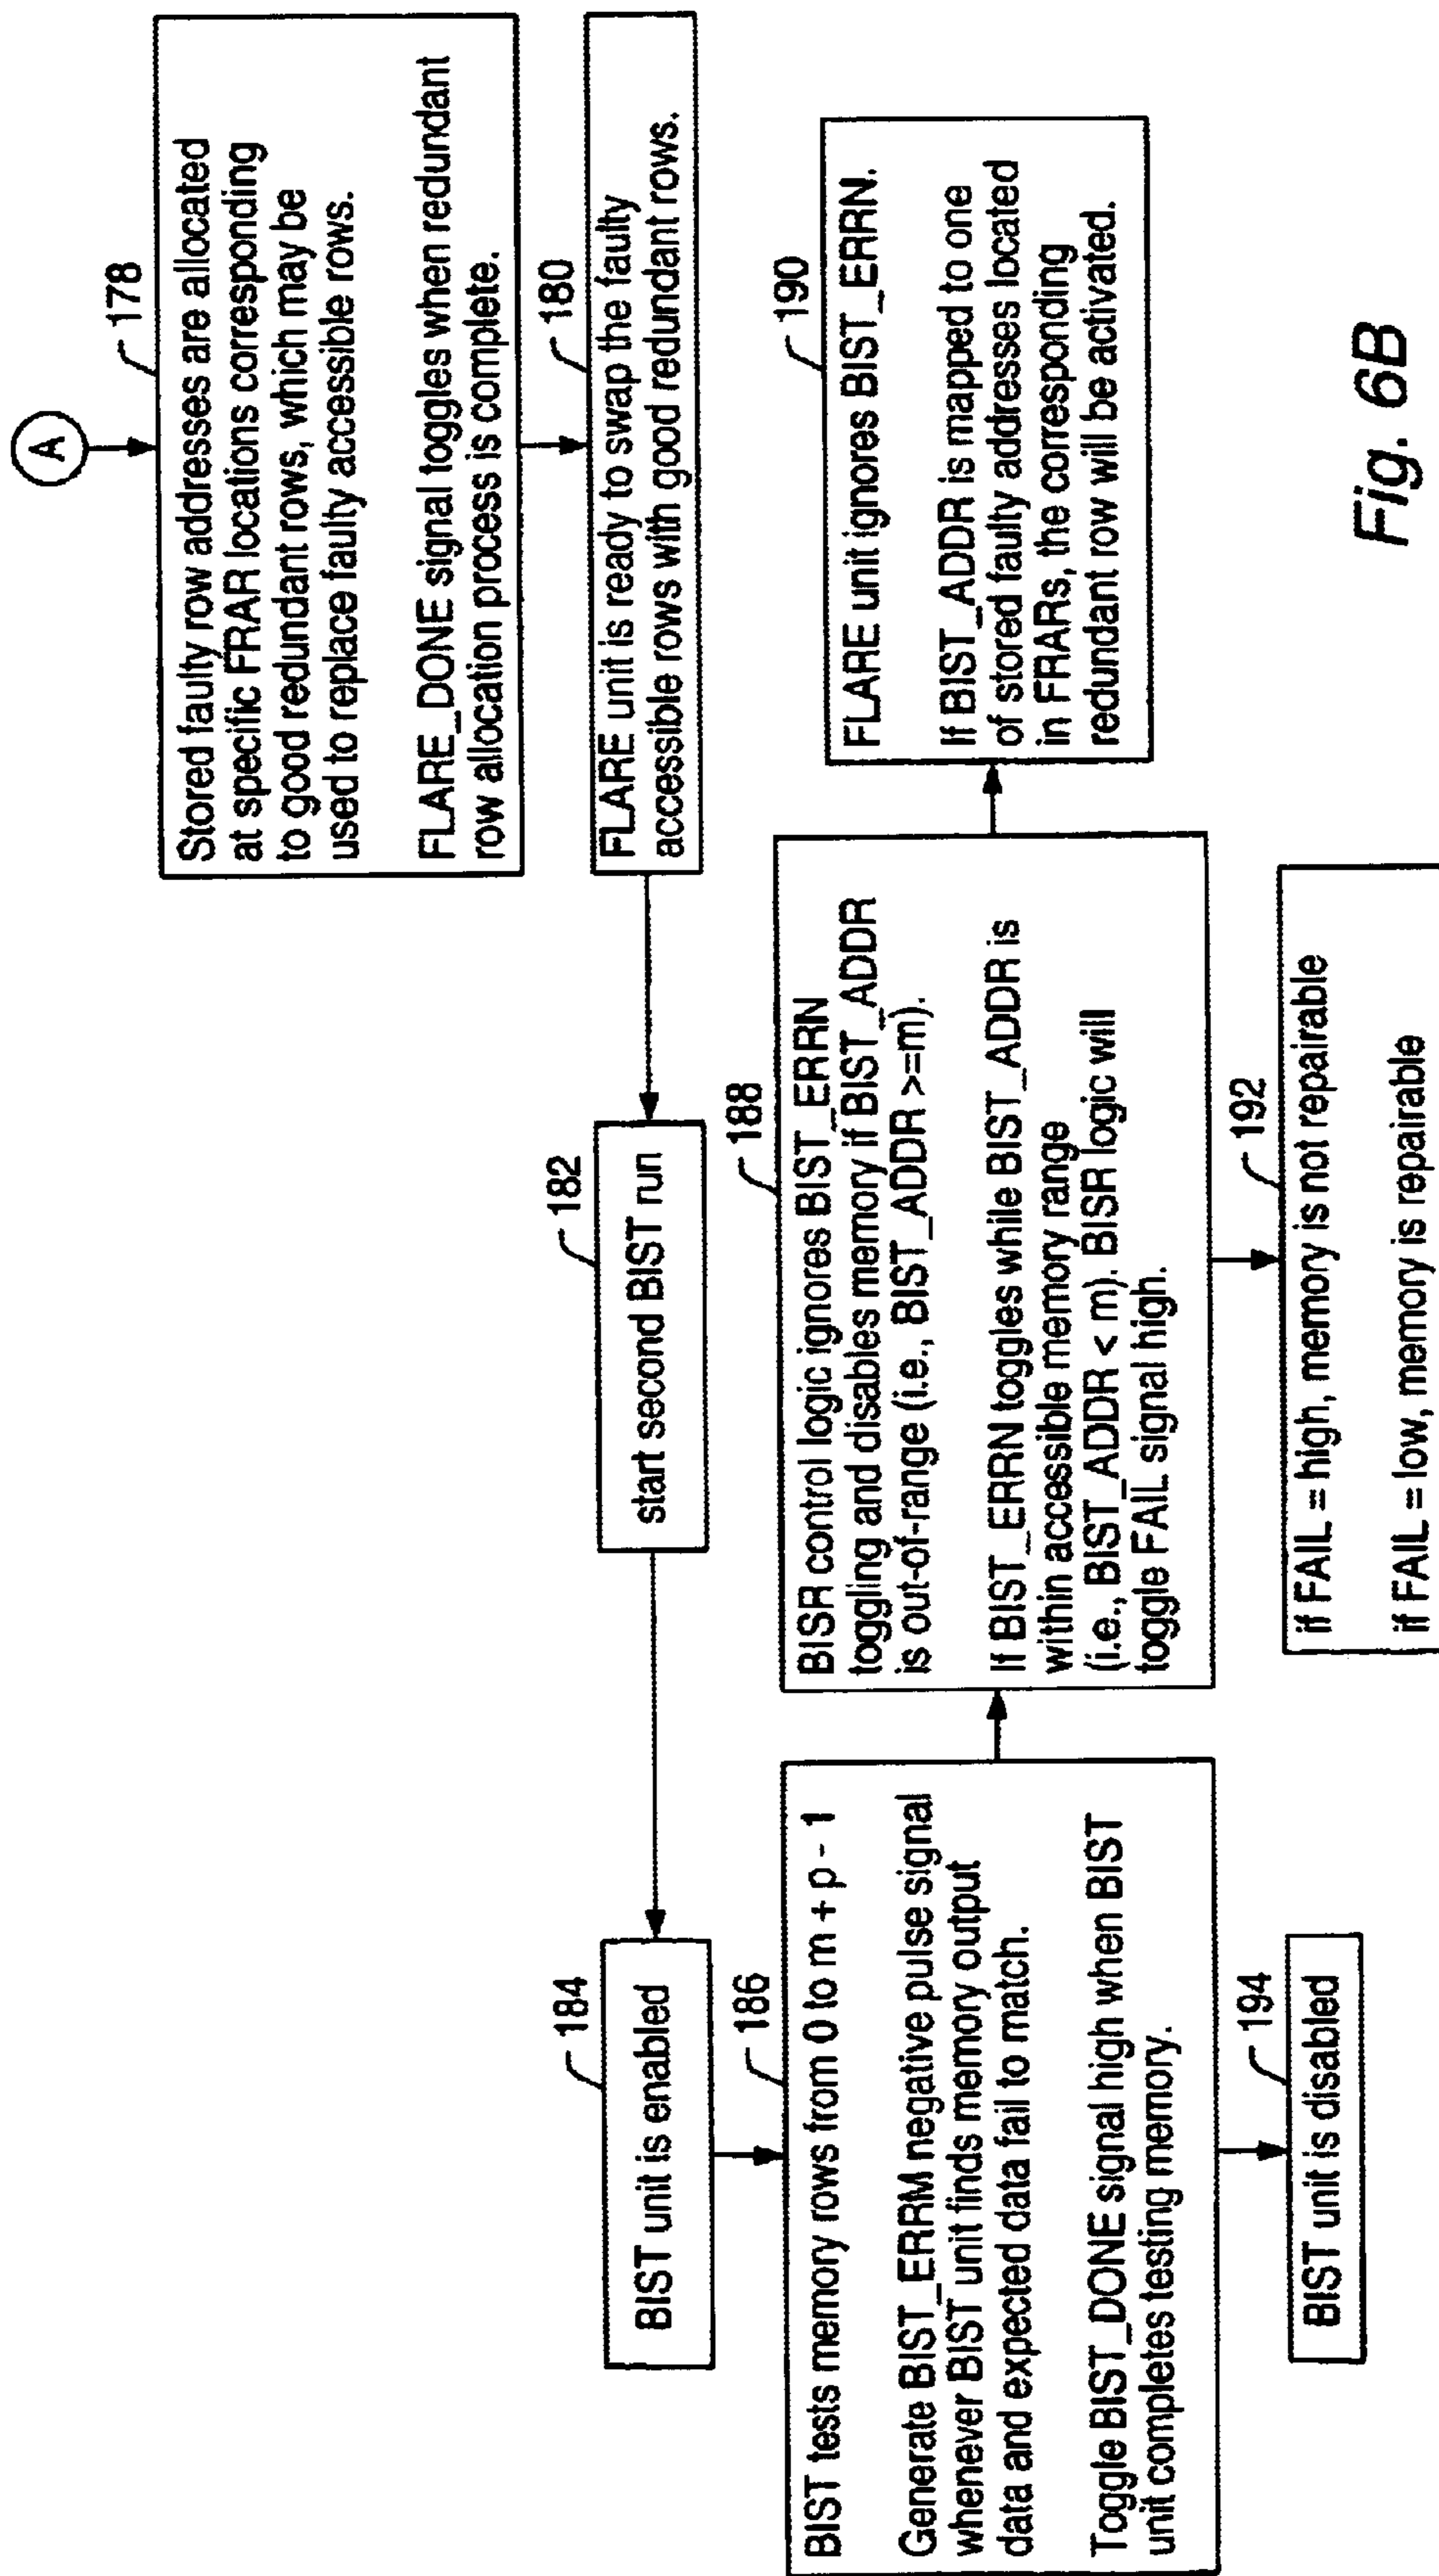 A
178
Stored faulty row addresses are allocated
at specific FRAR locations corresponding
to good redundant rows, which may be
used to replace faulty accessible rows.
FLARE_DONE signal toggles when redundant
row allocation process is complete.
180
FLARE unit is ready to swap the faulty
accessible rows with good redundant rows.
182
start second BIST run
184
BIST unit is enabled
186
BIST tests memory rows from 0 to m + p - 1
Generate BIST_ERRM negative pulse signal
whenever BIST unit finds memory output
data and expected data fail to match.
Toggle BIST_DONE signal high when BIST
unit completes testing memory.
188
BISR control logic ignores BIST_ERRN
toggling and disables memory if BIST_ADDR
is out-of-range (i.e., BIST_ADDR >=m).
If BIST_ERRN toggles while BIST_ADDR is
within accessible memory range
(i.e., BIST_ADDR < m). BISR logic will
toggle FAIL signal high.
190
FLARE unit ignores BIST_ERRN.
If BIST_ADDR is mapped to one
of stored faulty addresses located
in FRARs, the corresponding
redundant row will be activated.
192
if FAIL = high, memory is not repairable
if FAIL = low, memory is repairable
194
BIST unit is disabled
Fig. 6B